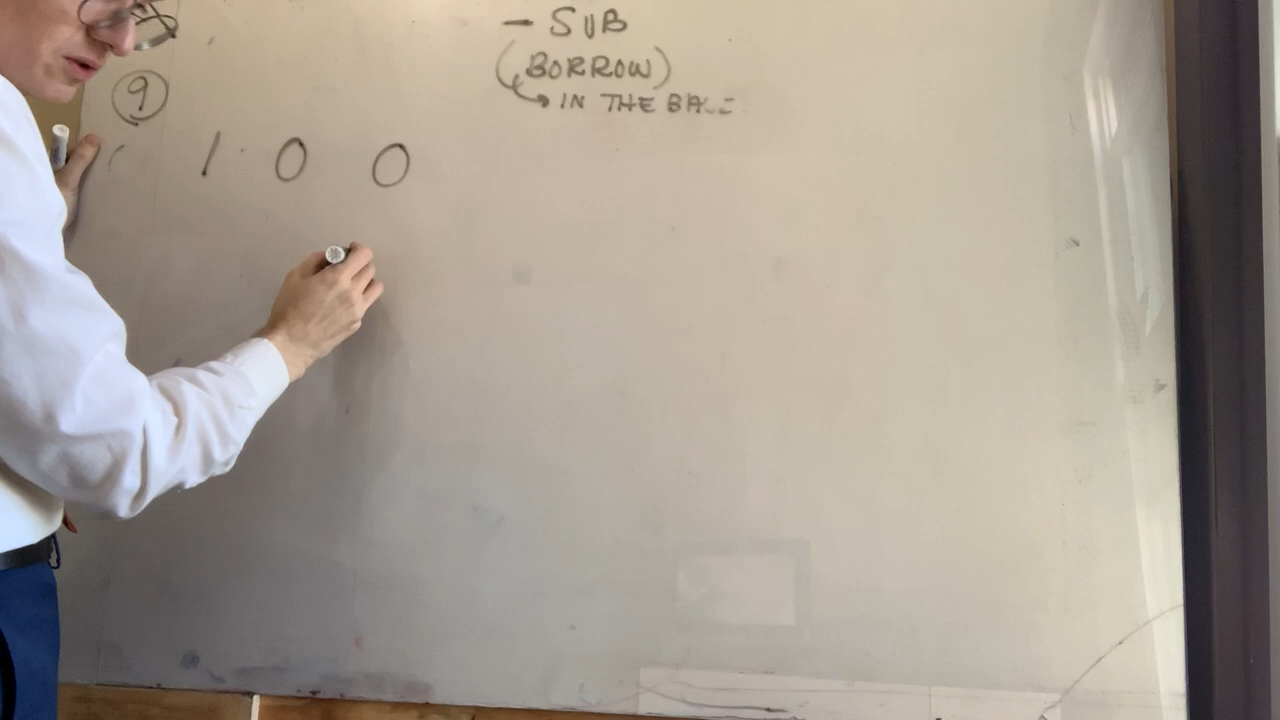 - SUB
(BORROW)
IN THE BASE
9
1 0 0